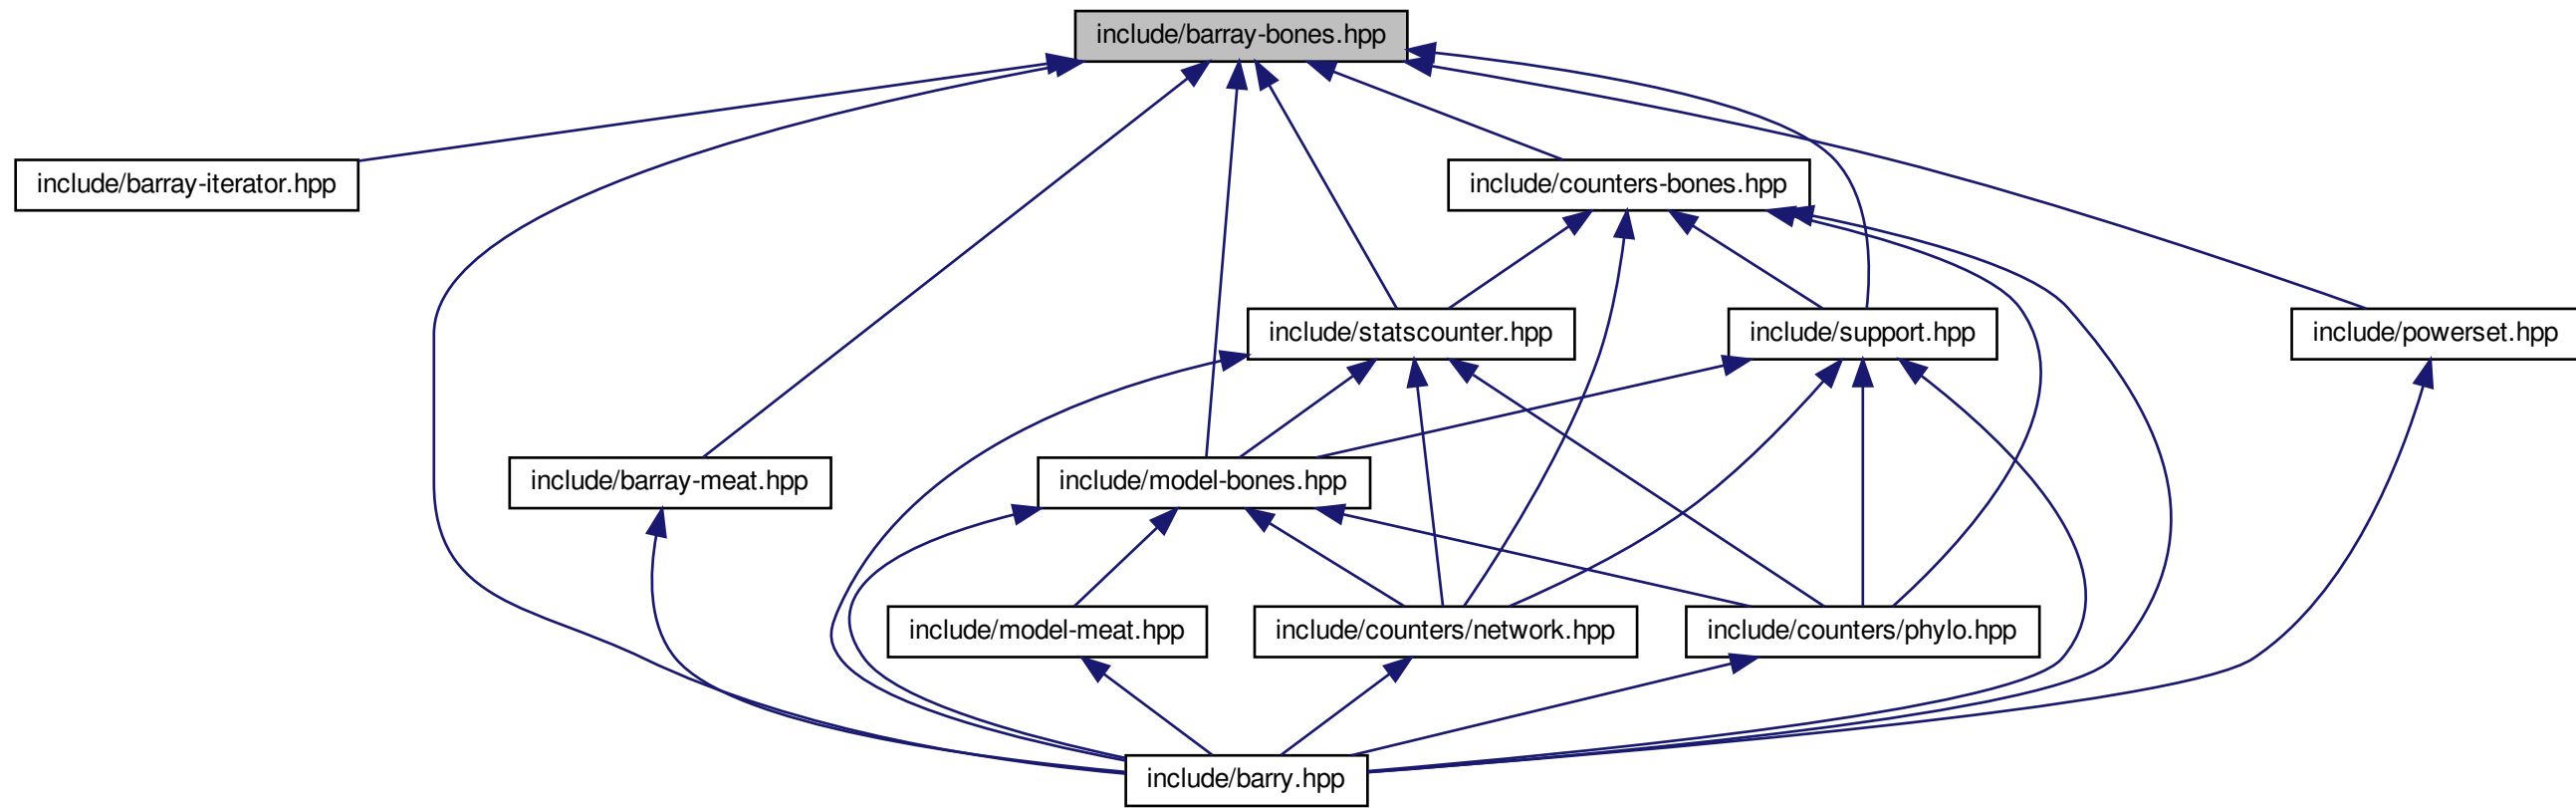 include/barray-bones.hpp
include/barray-iterator.hpp
include/counters-bones.hpp
include/statscounter.hpp
include/support.hpp
include/powerset.hpp
include/barray-meat.hpp
include/model-bones.hpp
include/model-meat.hpp
include/counters/network.hpp
include/counters/phylo.hpp
include/barry.hpp